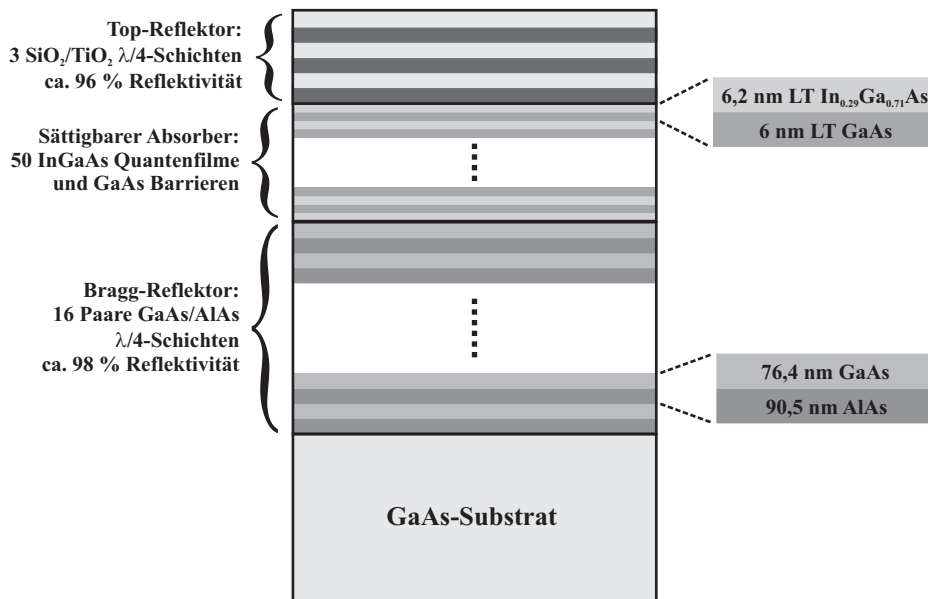 Top-Reflektor:
3 SiO₂/TiO₂ λ/4-Schichten
ca. 96 % Reflektivität
6,2 nm LT In₀.₂₉Ga₀.₇₁As
6 nm LT GaAs
Sättigbarer Absorber:
50 InGaAs Quantenfilme
und GaAs Barrieren
Bragg-Reflektor:
16 Paare GaAs/AlAs
λ/4-Schichten
ca. 98 % Reflektivität
76,4 nm GaAs
90,5 nm AlAs
GaAs-Substrat